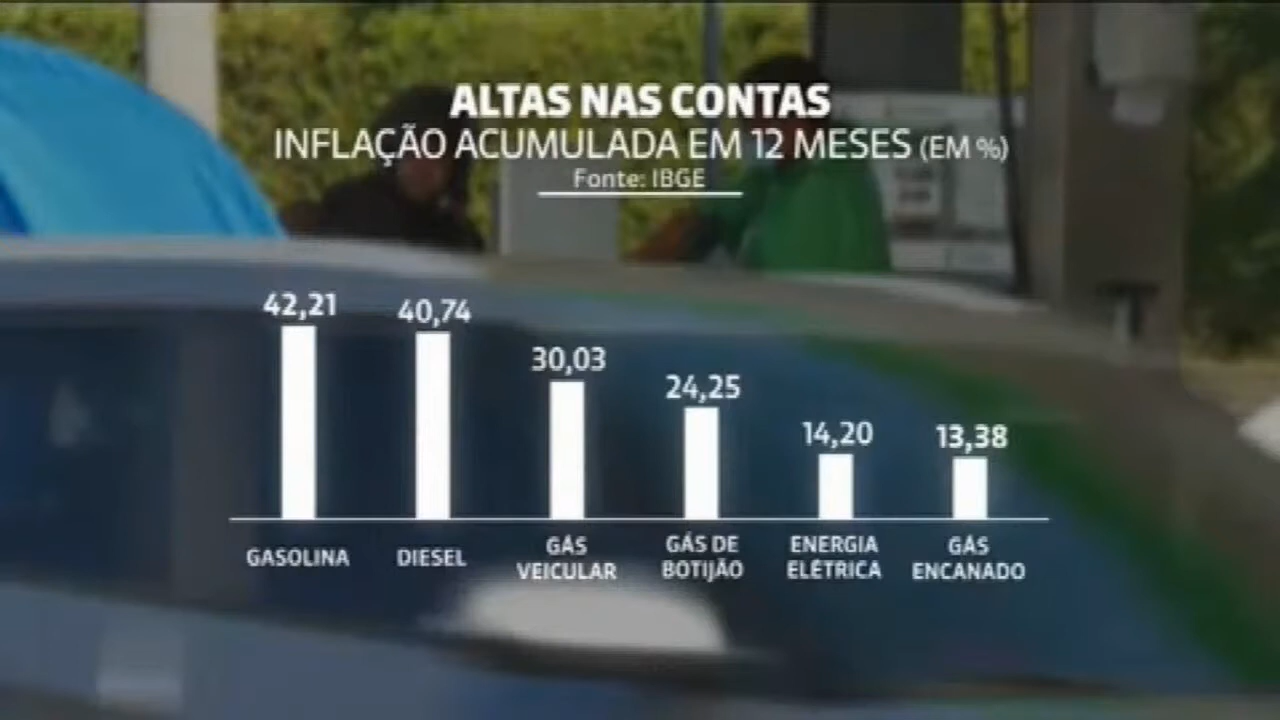 ALTAS NAS CONTAS
INFLAÇÃO ACUMULADA EM 12 MESES (EM %)
Fonte: IBGE
42,21
40,74
30,03
24,25
14,20
13,38
GASOLINA
DIESEL
GÁS
VEICULAR
GÁS DE
BOTIJÃO
ENERGIA
ELÉTRICA
GÁS
ENCANADO